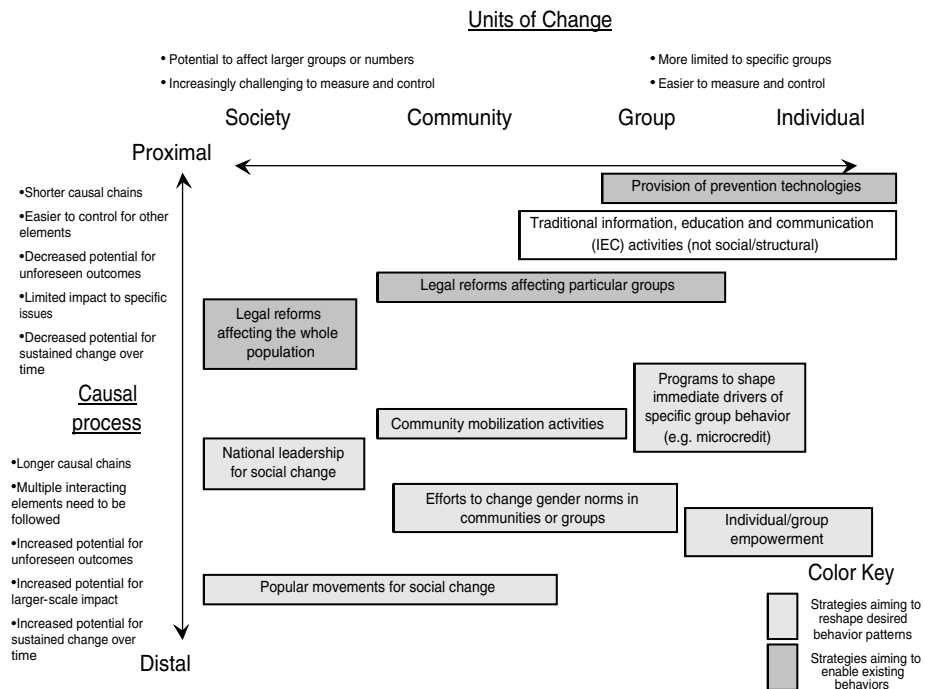 Units of Change
• Potential to affect larger groups or numbers
• Increasingly challenging to measure and control
• More limited to specific groups
• Easier to measure and control
Society
Community
Group
Individual
Proximal
•Shorter causal chains
•Easier to control for other
elements
•Decreased potential for
unforeseen outcomes
•Limited impact to specific
issues
•Decreased potential for
sustained change over
time
Causal
process
•Longer causal chains
•Multiple interacting
elements need to be
followed
•Increased potential for
unforeseen outcomes
•Increased potential for
larger-scale impact
•Increased potential for
sustained change over
time
Distal
Provision of prevention technologies
Traditional information, education and communication
(IEC) activities (not social/structural)
Legal reforms affecting particular groups
Legal reforms
affecting the whole
population
Programs to shape
immediate drivers of
specific group behavior
(e.g. microcredit)
Community mobilization activities
National leadership
for social change
Efforts to change gender norms in
communities or groups
Individual/group
empowerment
Popular movements for social change
Color Key
Strategies aiming to
reshape desired
behavior patterns
Strategies aiming to
enable existing
behaviors